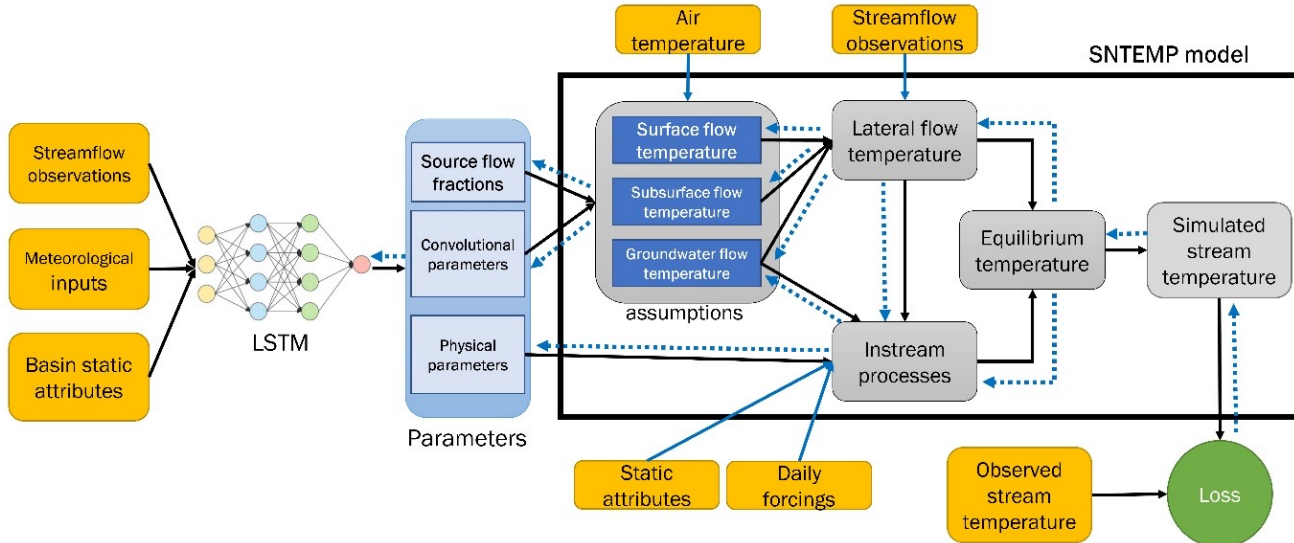 Air
temperature
Streamflow
observations
SNTEMP model
Streamflow
observations
Meteorological
inputs
Basin static
attributes
LSTM
Source flow
fractions
Convolutional
parameters
Physical
parameters
Parameters
Surface flow
temperature
Subsurface flow
temperature
Groundwater flow
temperature
assumptions
Lateral flow
temperature
Instream
processes
Equilibrium
temperature
Simulated
stream
temperature
Static
attributes
Daily
forcings
Observed
stream
temperature
Loss